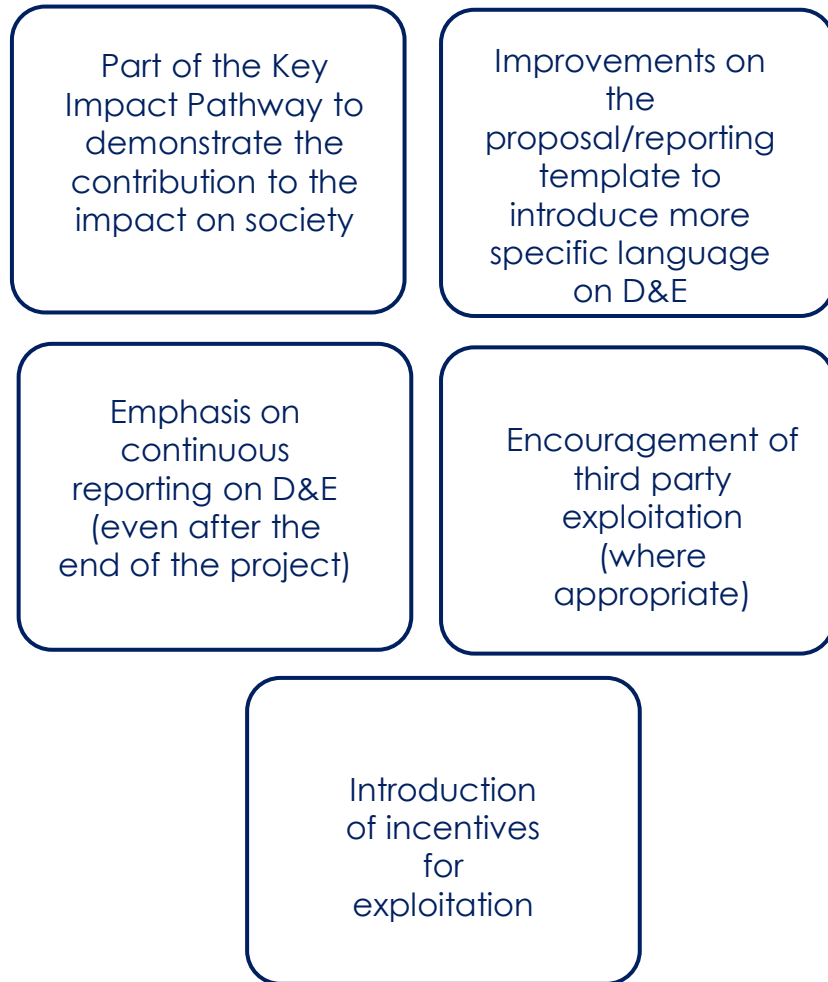 Part of the Key
Impact Pathway to
demonstrate the
contribution to the
impact on society
Improvements on
the
proposal/reporting
template to
introduce more
specific language
on D&E
Emphasis on
continuous
reporting on D&E
(even after the
end of the project)
Encouragement of
third party
exploitation
(where
appropriate)
Introduction
of incentives
for
exploitation